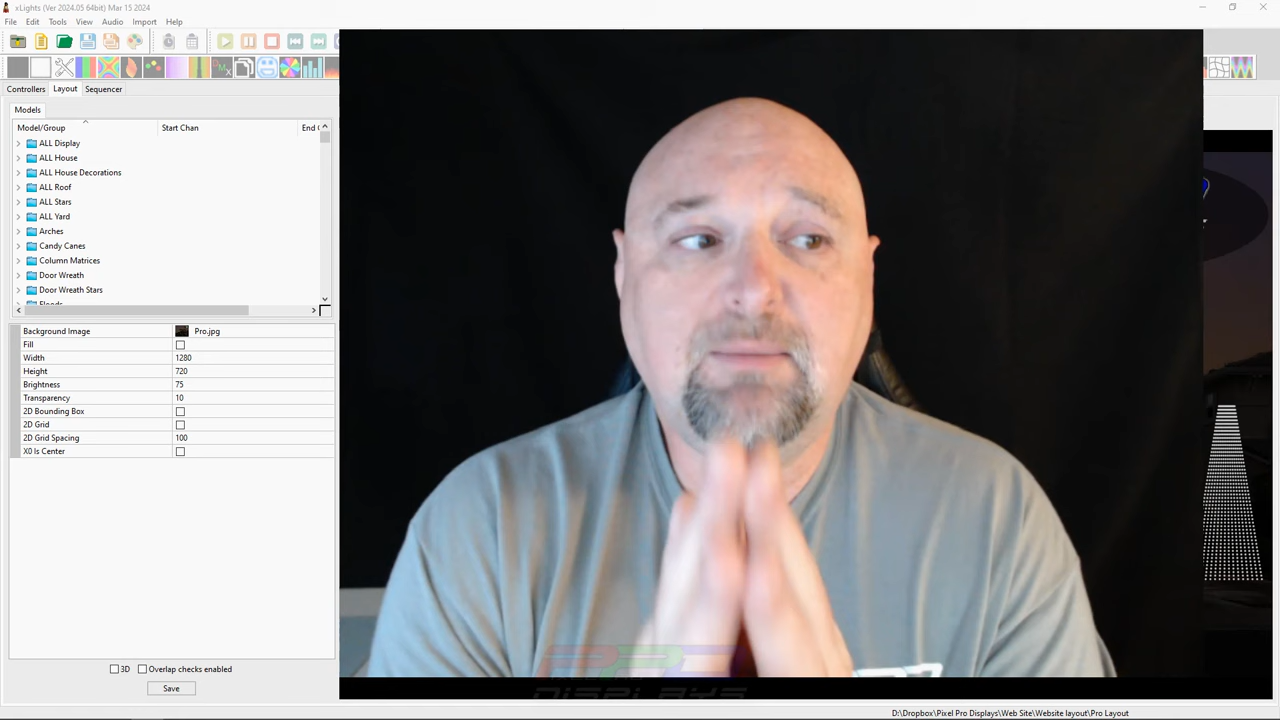 xLights (Ver 2024.05 64bit) Mar 15 2024
File Edit Tools View Audio Import Help
Controllers Layout Sequencer
Models
Model/Group Start Chan End
ALL Display
ALL House
ALL House Decorations
ALL Roof
ALL Stars
ALL Yard
Arches
Candy Canes
Column Matrices
Door Wreath
Door Wreath Stars
Floods
Background Image Pro.jpg
Fill
Width 1280
Height 720
Brightness 75
Transparency 10
2D Bounding Box
2D Grid
2D Grid Spacing 100
X0 Is Center
3D Overlap checks enabled
Save
DISPLAYS
D:\Dropbox\Pixel Pro Displays\Web Site\Website layout\Pro Layout